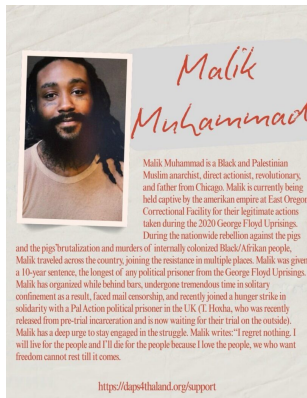 Malik
Muhammad
Malik Muhammad is a Black and Palestinian
Muslim anarchist, direct actionist, revolutionary,
and father from Chicago. Malik is currently being
held captive by the amerikan empire at East Oregon
Correctional Facility for their legitimate actions
taken during the 2020 George Floyd Uprisings.
During the nationwide rebellion against the pigs
and the pigs'brutalization and murders of internally colonized Black/Afrikan people,
Malik traveled across the country, joining the resistance in multiple places. Malik was given
a 10-year sentence, the longest of any political prisoner from the George Floyd Uprisings.
Malik has organized while behind bars, undergone tremendous time in solitary
confinement as a result, faced mail censorship, and recently joined a hunger strike in
solidarity with a Pal Action political prisoner in the UK (T. Hoxha, who was recently
released from pre-trial incarceration and is now waiting for their trial on the outside).
Malik has a deep urge to stay engaged in the struggle. Malik writes:“I regret nothing. I
will live for the people and I'll die for the people because I love the people, we who want
freedom cannot rest till it comes.
https://daps4thaland.org/support